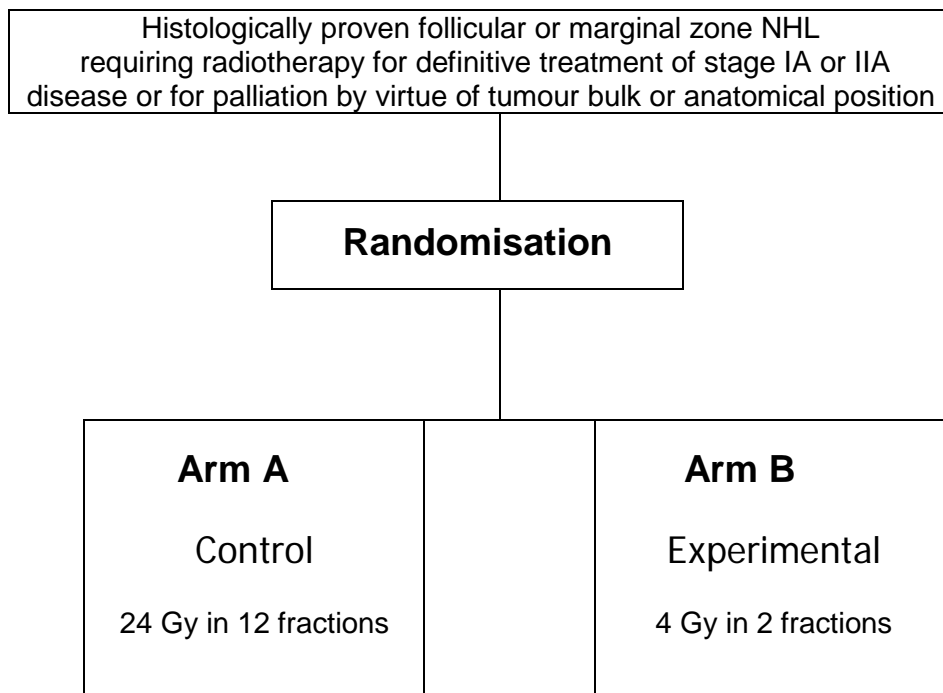 Histologically proven follicular or marginal zone NHL
requiring radiotherapy for definitive treatment of stage IA or IIA
disease or for palliation by virtue of tumour bulk or anatomical position
Randomisation
Arm A
Control
24 Gy in 12 fractions
Arm B
Experimental
4 Gy in 2 fractions